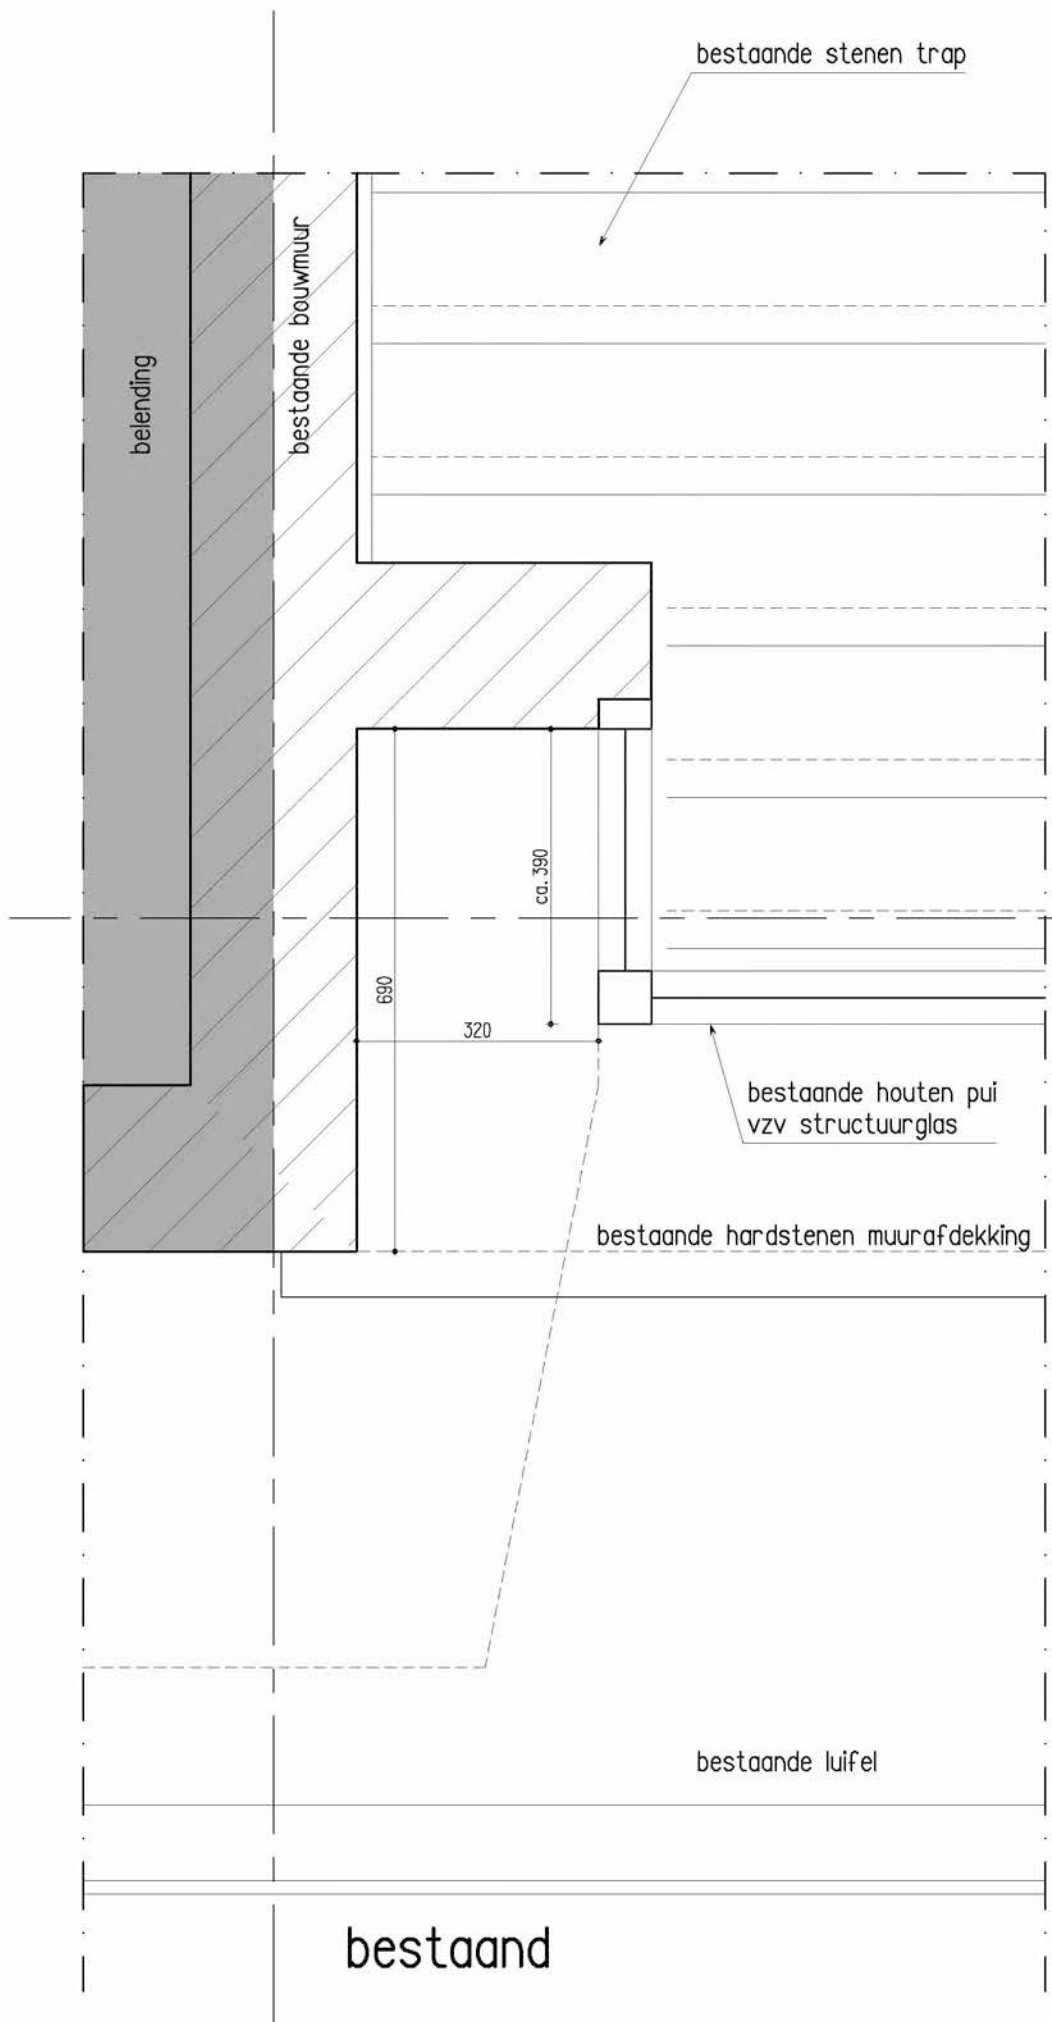 bestaande stenen trap
belending
bestaande bouwmuur
ca.390
690
320
bestaande houten pui
vzv structuurglas
bestaande hardstenen muurafdekking
bestaande luifel
bestaand